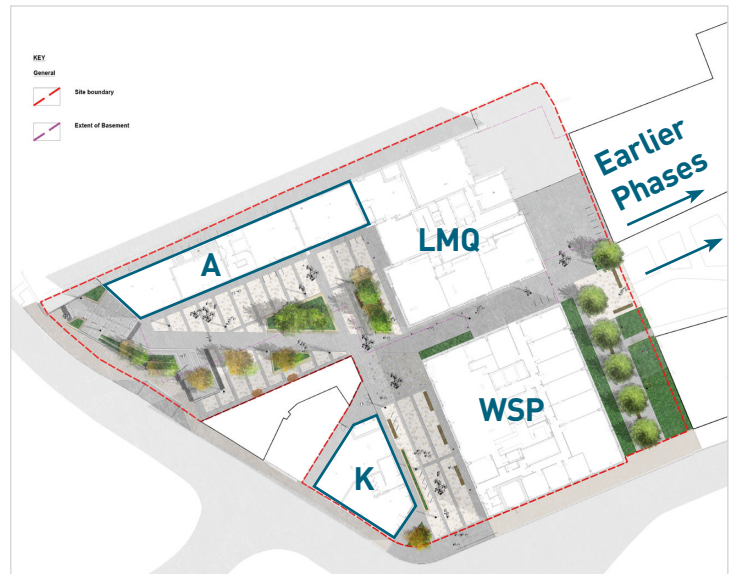 KEY
General
Site boundary
Extent of Basement
Earlier
Phases
LMQ
A
WSP
K